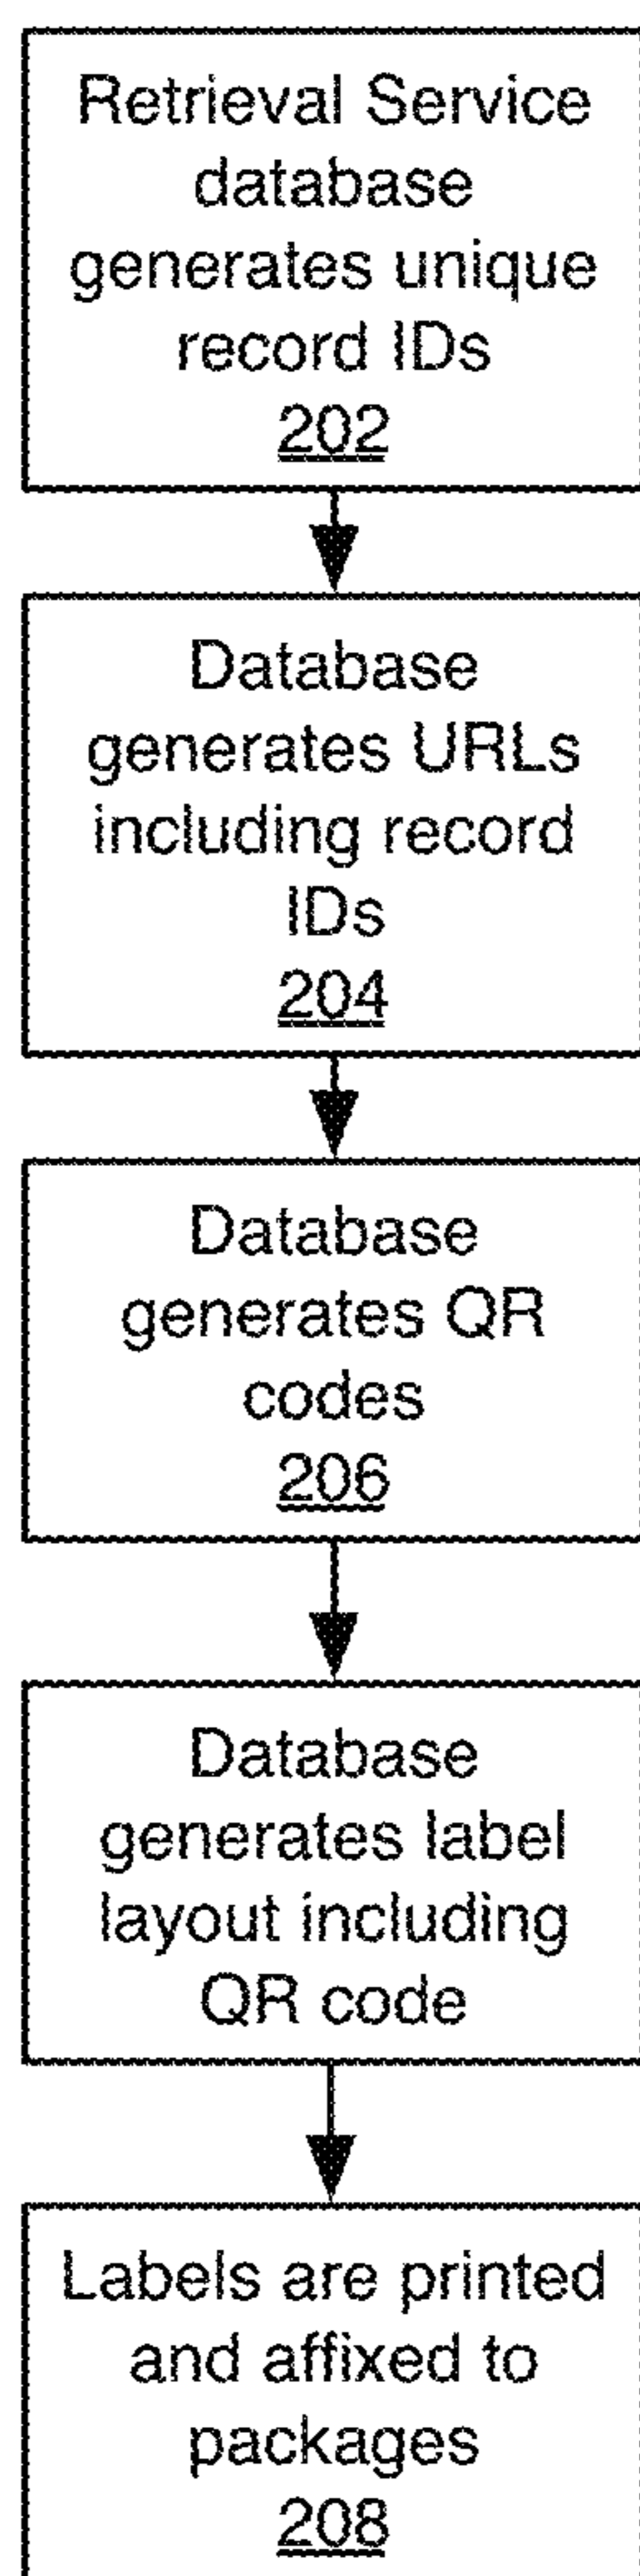 Retrieval Service
database
generates unique
record IDs
202
Database
generates URLs
including record
IDs
204
Database
generates QR
codes
206
Database
generates label
layout including
QR code
Labels are printed
and affixed to
packages
208